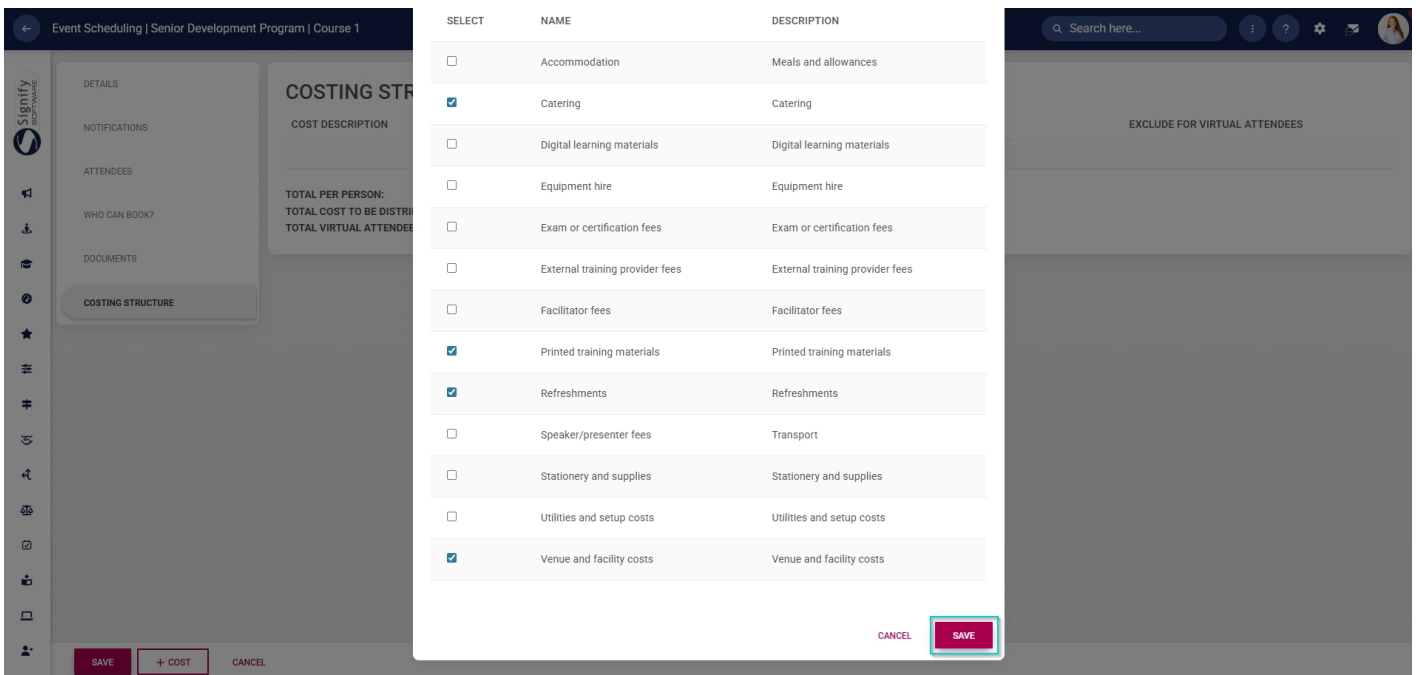 Event Scheduling | Senior Development Program | Course 1
Search here...
Signify
SOFTWARE
DETAILS
NOTIFICATIONS
ATTENDEES
WHO CAN BOOK?
DOCUMENTS
COSTING STRUCTURE
COSTING STR
COST DESCRIPTION
EXCLUDE FOR VIRTUAL ATTENDEES
TOTAL PER PERSON:
TOTAL COST TO BE DISTRI
TOTAL VIRTUAL ATTENDEE
SELECT NAME DESCRIPTION
Accommodation Meals and allowances
Catering Catering
Digital learning materials Digital learning materials
Equipment hire Equipment hire
Exam or certification fees Exam or certification fees
External training provider fees External training provider fees
Facilitator fees Facilitator fees
Printed training materials Printed training materials
Refreshments Refreshments
Speaker/presenter fees Transport
Stationery and supplies Stationery and supplies
Utilities and setup costs Utilities and setup costs
Venue and facility costs Venue and facility costs
CANCEL SAVE
SAVE + COST CANCEL